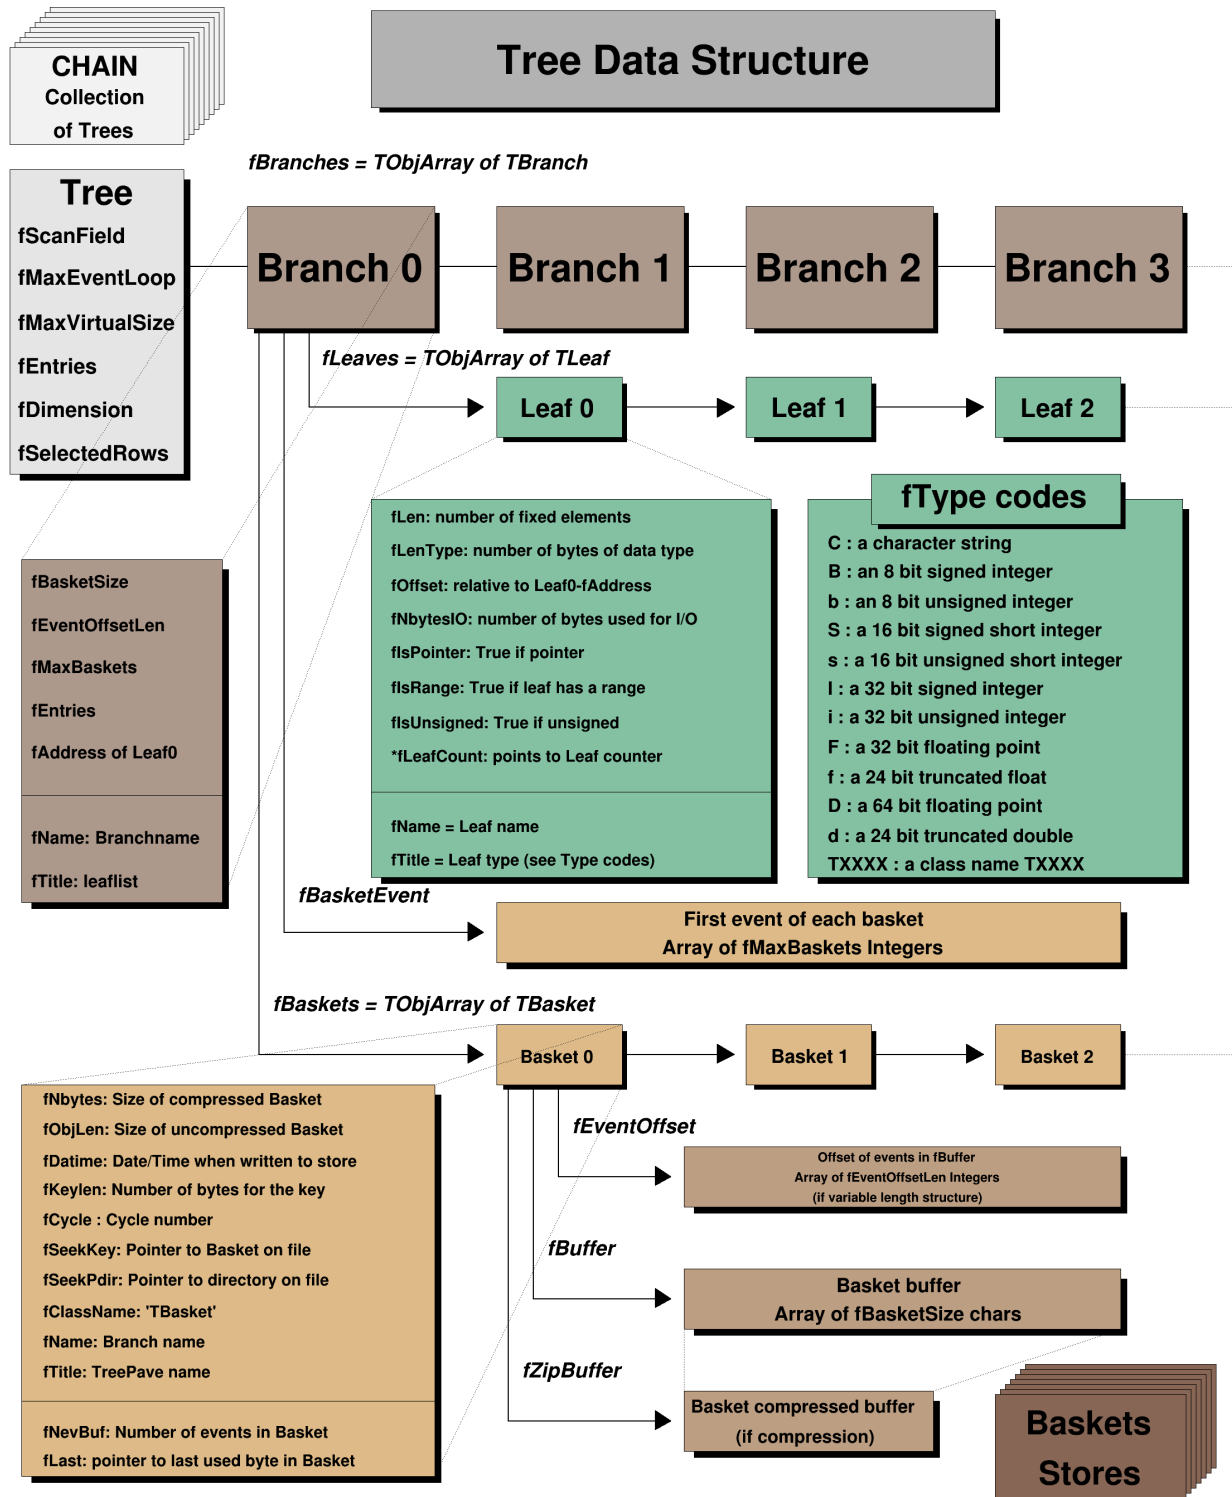 CHAIN
Collection
of Trees
Tree Data Structure
fBranches = TObjArray of TBranch
Tree
fScanField
fMaxEventLoop
fMaxVirtualSize
fEntries
fDimension
fSelectedRows
Branch 0
Branch 1
Branch 2
Branch 3
fLeaves = TObjArray of TLeaf
Leaf 0
Leaf 1
Leaf 2
fBasketSize
fEventOffsetLen
fMaxBaskets
fEntries
fAddress of Leaf0
fName: Branchname
fTitle: leaflist
fLen: number of fixed elements
fLenType: number of bytes of data type
fOffset: relative to Leaf0-fAddress
fNbytesIO: number of bytes used for I/O
fIsPointer: True if pointer
fIsRange: True if leaf has a range
fIsUnsigned: True if unsigned
*fLeafCount: points to Leaf counter
fName = Leaf name
fTitle = Leaf type (see Type codes)
fType codes
C : a character string
B : an 8 bit signed integer
b : an 8 bit unsigned integer
S : a 16 bit signed short integer
s : a 16 bit unsigned short integer
I : a 32 bit signed integer
i : a 32 bit unsigned integer
F : a 32 bit floating point
f : a 24 bit truncated float
D : a 64 bit floating point
d : a 24 bit truncated double
TXXXX : a class name TXXXX
fBasketEvent
First event of each basket
Array of fMaxBaskets Integers
fBaskets = TObjArray of TBasket
Basket 0
Basket 1
Basket 2
fNbytes: Size of compressed Basket
fObjLen: Size of uncompressed Basket
fDatime: Date/Time when written to store
fKeylen: Number of bytes for the key
fCycle : Cycle number
fSeekKey: Pointer to Basket on file
fSeekPdir: Pointer to directory on file
fClassName: 'TBasket'
fName: Branch name
fTitle: TreePave name
fNevBuf: Number of events in Basket
fLast: pointer to last used byte in Basket
fEventOffset
Offset of events in fBuffer
Array of fEventOffsetLen Integers
(if variable length structure)
fBuffer
Basket buffer
Array of fBasketSize chars
fZipBuffer
Basket compressed buffer
(if compression)
Baskets
Stores